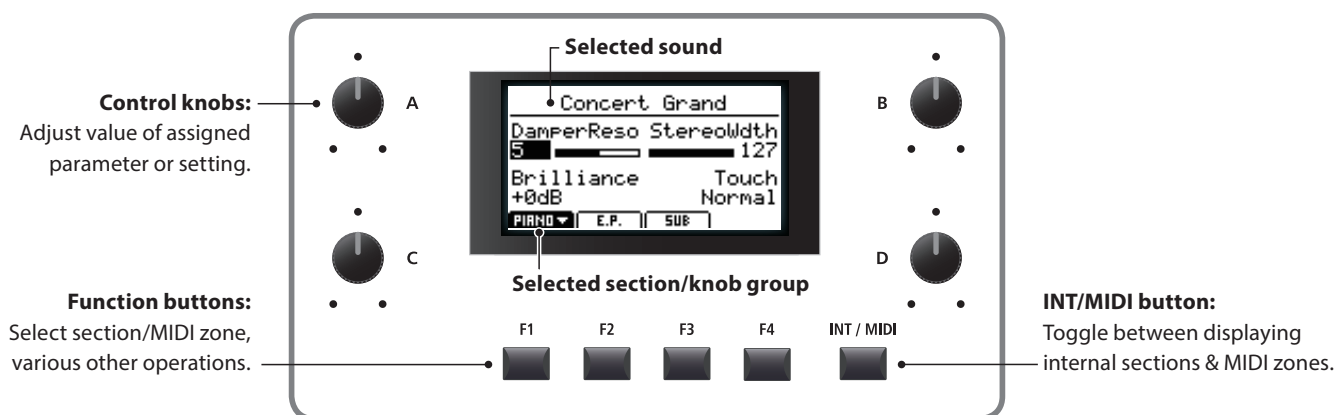 Selected sound
Control knobs:
Adjust value of assigned
parameter or setting.
A
B
Concert Grand
DamperReso StereoWdth
5 127
Brilliance Touch
+0dB Normal
PIANO E.P. SUB
C
D
Selected section/knob group
Function buttons:
Select section/MIDI zone,
various other operations.
F1 F2 F3 F4 INT / MIDI
INT/MIDI button:
Toggle between displaying
internal sections & MIDI zones.